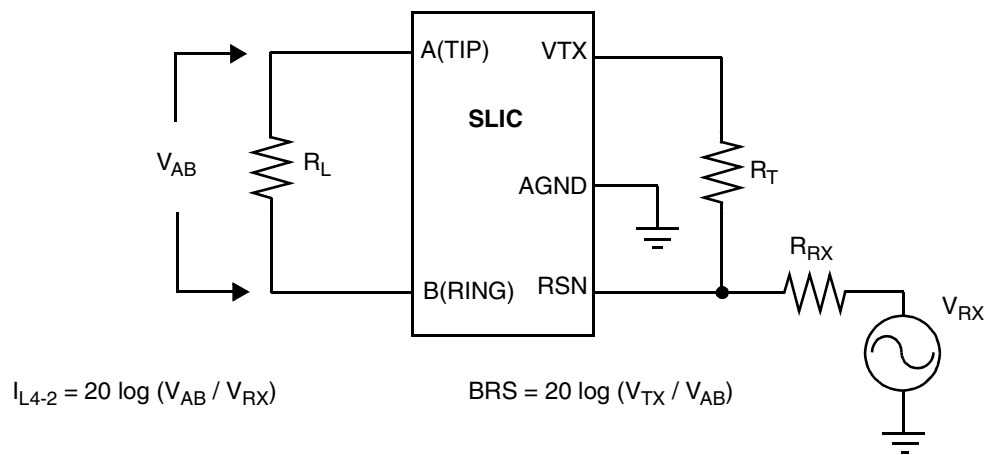 A(TIP)
VTX
SLIC
V_AB
R_L
R_T
AGND
R_RX
B(RING)
RSN
V_RX
I_L4-2 = 20 log (V_AB / V_RX)
BRS = 20 log (V_TX / V_AB)